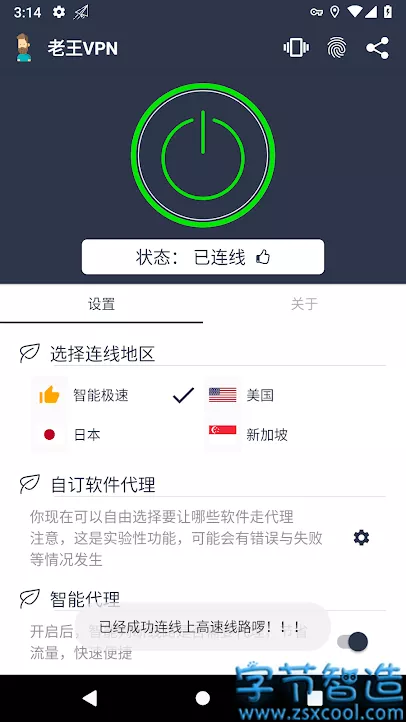 3:14
老王VPN
状态： 已连线
设置
关于
选择连线地区
智能极速
美国
日本
新加坡
自订软件代理
你现在可以自由选择要让哪些软件走代理
注意，这是实验性功能，可能会有错误与失败
等情况发生
智能代理
已经成功连线上高速线路啰！！！
开启后，
流量，快速便捷
字节智造
www.zsxcool.com